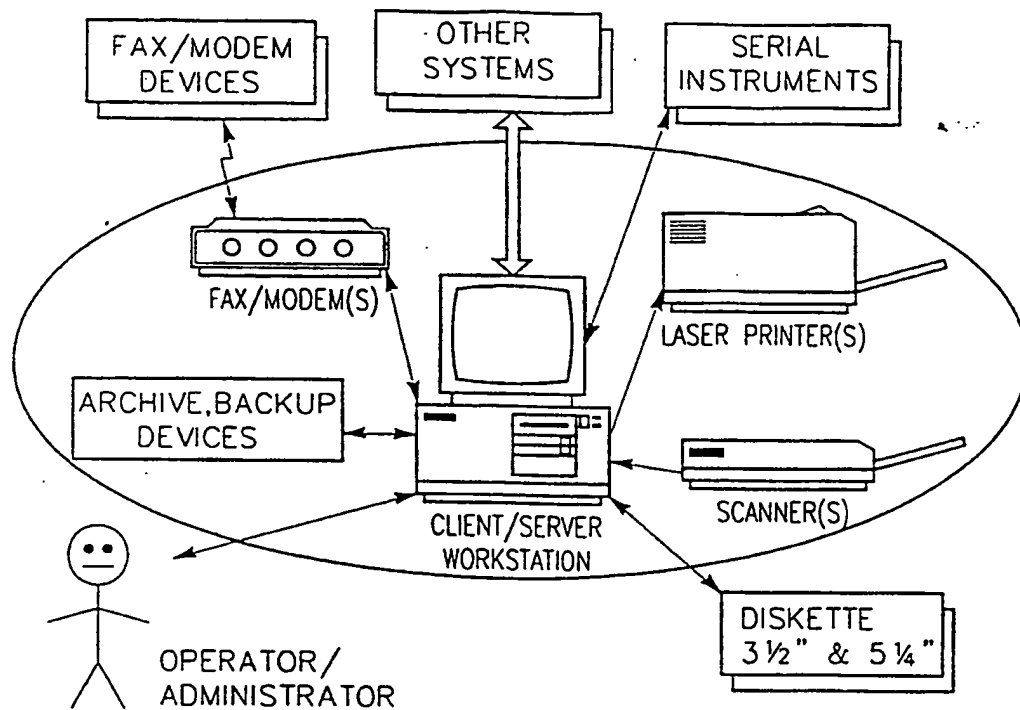 FAX/MODEM
DEVICES
OTHER
SYSTEMS
SERIAL
INSTRUMENTS
FAX/MODEM(S)
LASER PRINTER(S)
ARCHIVE,BACKUP
DEVICES
SCANNER(S)
CLIENT/SERVER
WORKSTATION
DISKETTE
3½" & 5¼"
OPERATOR/
ADMINISTRATOR